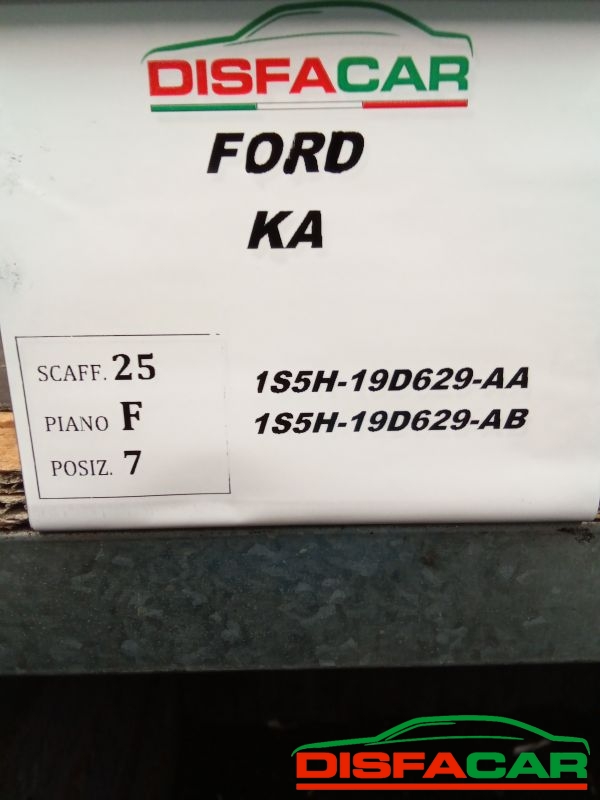 DISFACAR
FORD
KA
SCAFF. 25
PIANO F
POSIZ. 7
1S5H-19D629-AA
1S5H-19D629-AB
DISFACAR